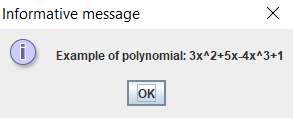 Informative message
Example of polynomial: 3x^2+5x-4x^3+1
OK